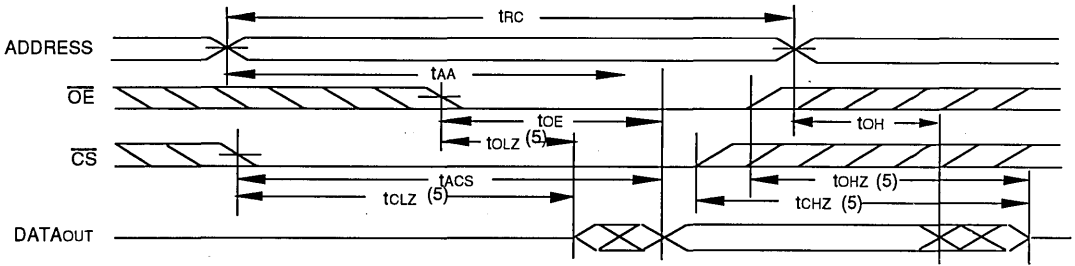 tRC
ADDRESS
tAA
OE
tOE
tOH
tOLZ (5)
CS
tACS
tOHZ (5)
tCLZ (5)
tCHZ (5)
DATAOUT